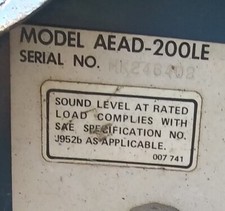 MODEL AEAD-200LE
SERIAL NO.
SOUND LEVEL AT RATED
LOAD COMPLIES WITH
SAE SPECIFICATION NO.
J952b AS APPLICABLE.
007 741